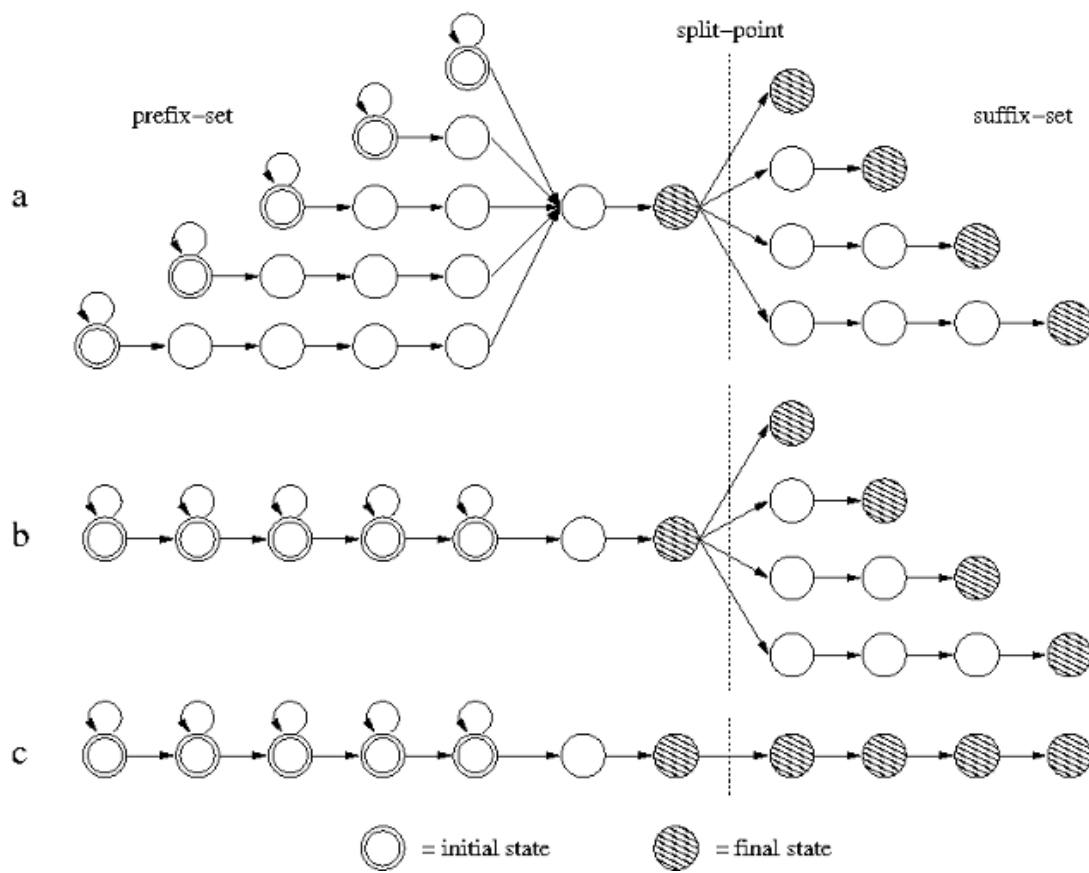 split-point
prefix-set
suffix-set
a
b
c
= initial state
= final state